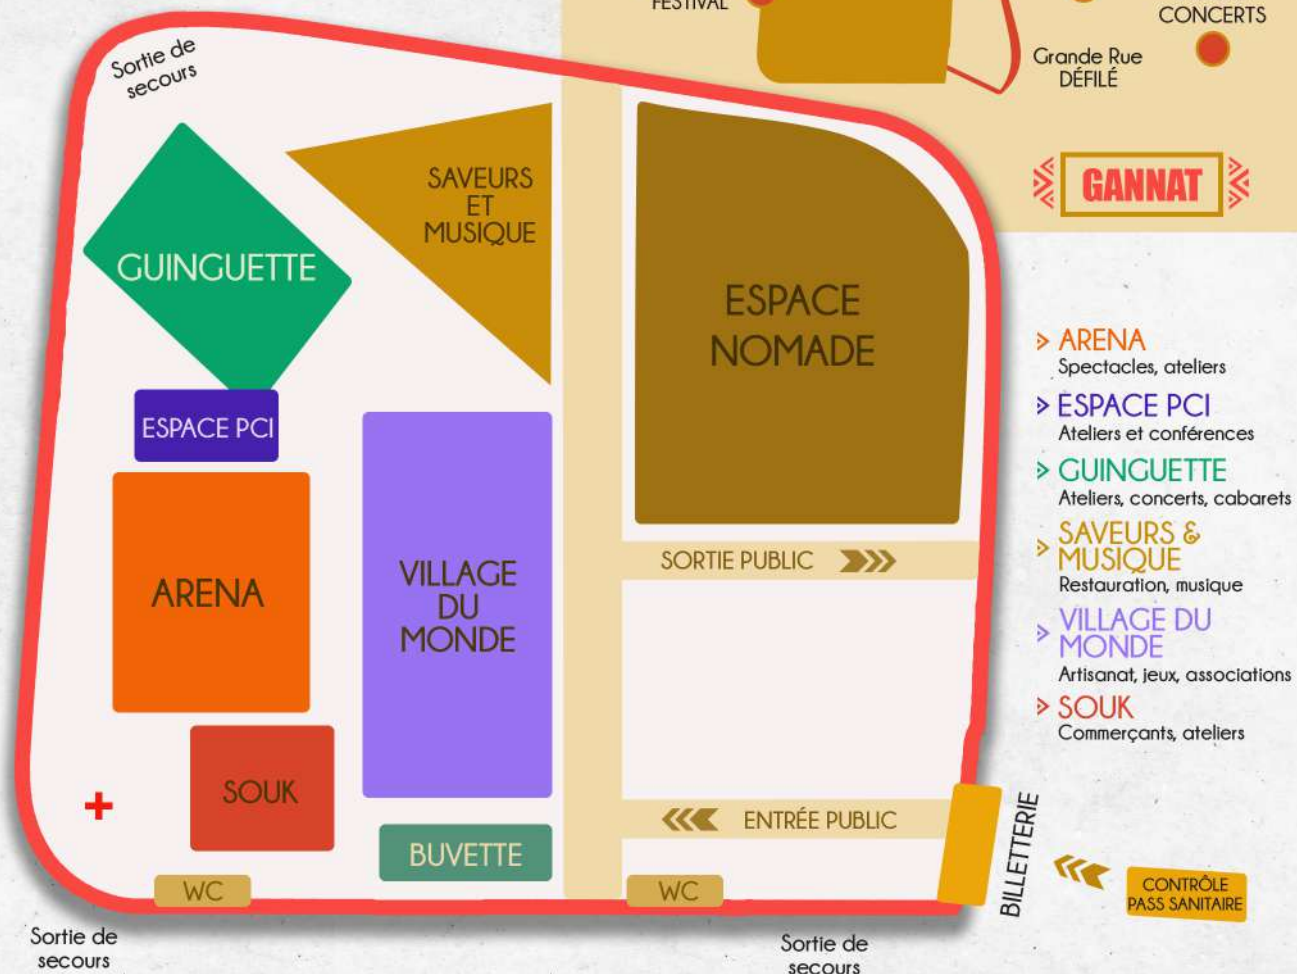 FESTIVAL
CONCERTS
Grande Rue
DÉFILÉ
GANNAT
Sortie de
secours
GUINGUETTE
SAVEURS
ET
MUSIQUE
ESPACE
NOMADE
ESPACE PCI
ARENA
VILLAGE
DU
MONDE
SORTIE PUBLIC
SOUK
ENTRÉE PUBLIC
BUVETTE
WC
WC
BILLETTERIE
CONTRÔLE
PASS SANITAIRE
Sortie de
secours
Sortie de
secours
ARENA
Spectacles, ateliers
ESPACE PCI
Ateliers et conférences
GUINGUETTE
Ateliers, concerts, cabarets
SAVEURS &
MUSIQUE
Restauration, musique
VILLAGE DU
MONDE
Artisanat, jeux, associations
SOUK
Commerçants, ateliers